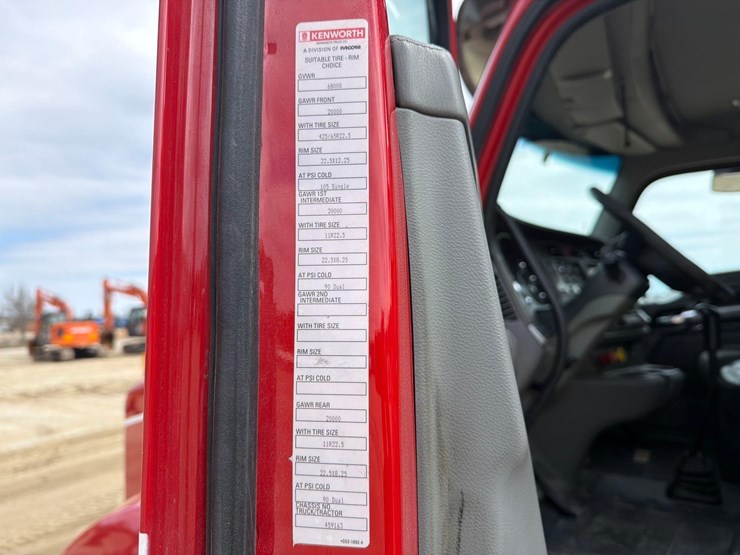 KENWORTH
A DIVISION OF PACCAR
SUITABLE TIRE - RIM
CHOICE
GVWR
60000
GAWR FRONT
20000
WITH TIRE SIZE
425/65R22.5
RIM SIZE
22.5X12.25
AT PSI COLD
105 Single
GAWR 1ST
INTERMEDIATE
20000
WITH TIRE SIZE
11R22.5
RIM SIZE
22.5X8.25
AT PSI COLD
90 Dual
GAWR 2ND
INTERMEDIATE
WITH TIRE SIZE
RIM SIZE
AT PSI COLD
GAWR REAR
20000
WITH TIRE SIZE
11R22.5
RIM SIZE
22.5X8.25
AT PSI COLD
90 Dual
CHASSIS NO.
TRUCK/TRACTOR
459163